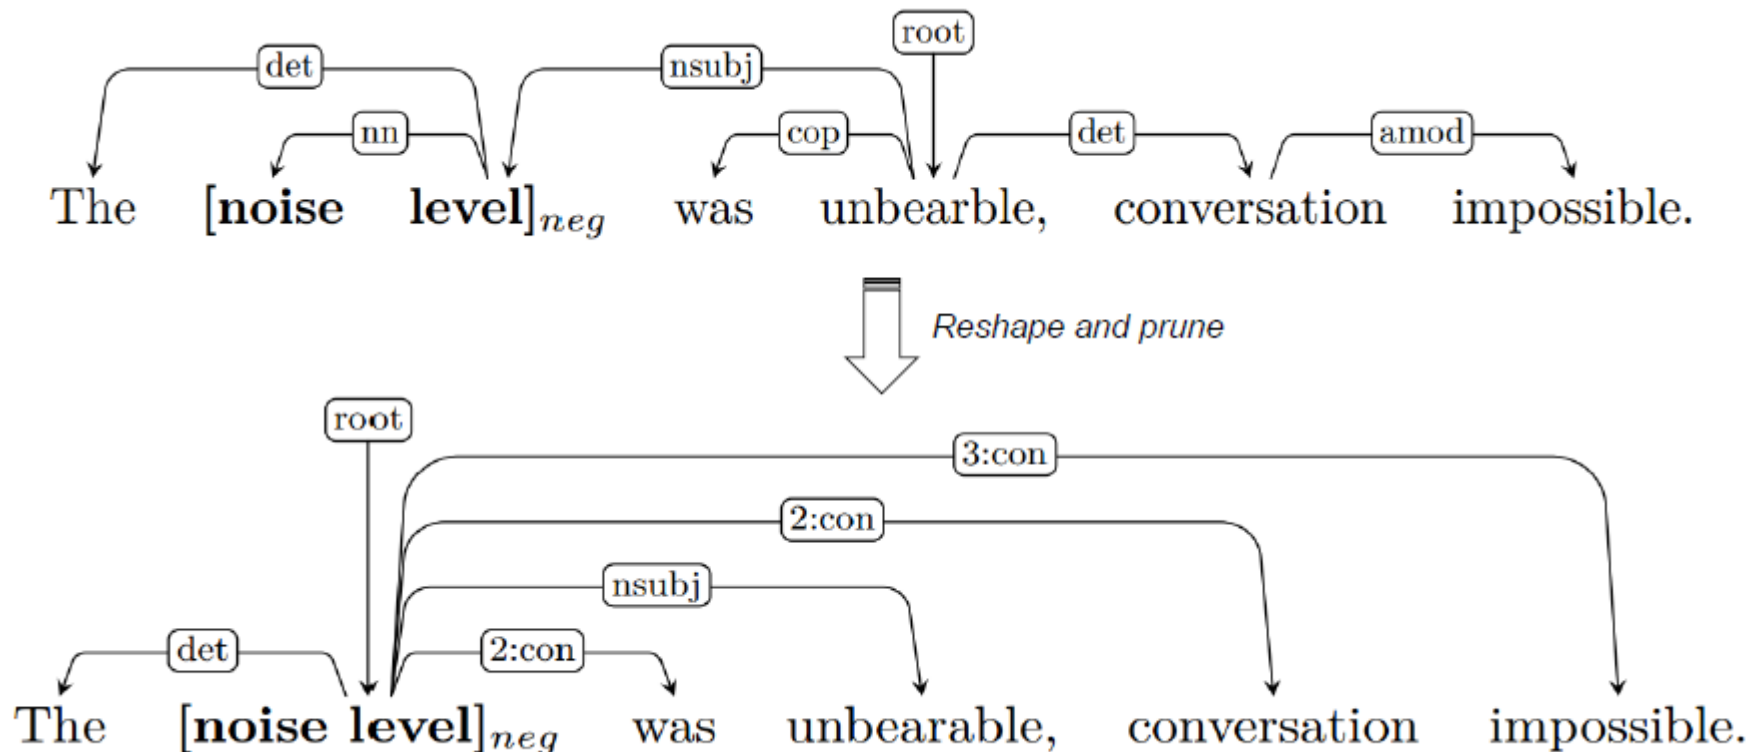 root
det nsubj
nn cop det amod
The [noise level]neg was unbearble, conversation impossible.
Reshape and prune
root
3:con
2:con
nsubj
det 2:con
The [noise level]neg was unbearable, conversation impossible.